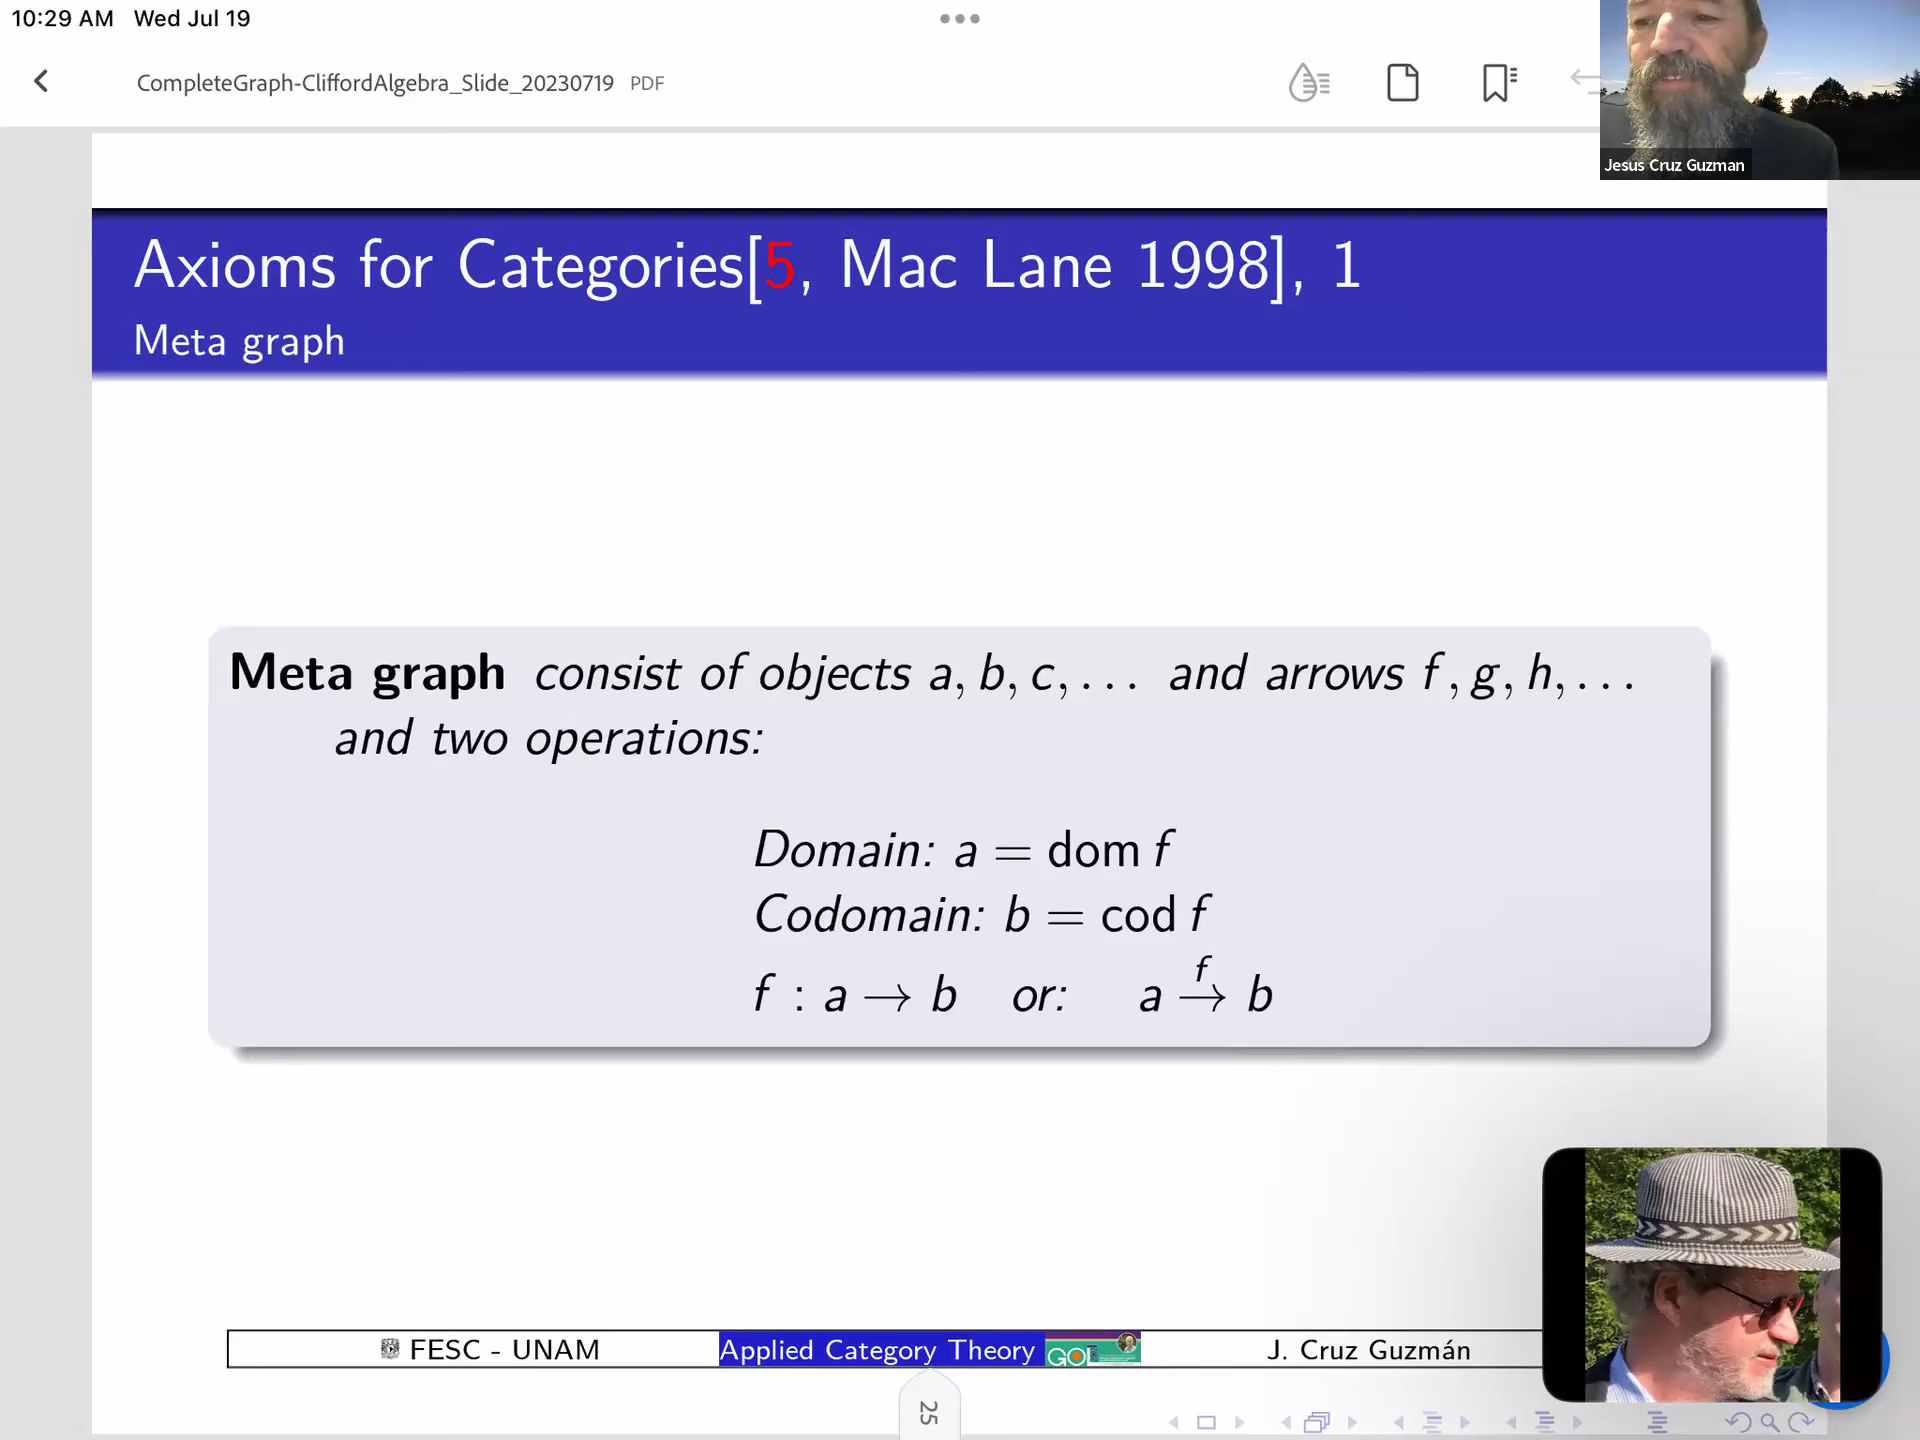 10:29 AM Wed Jul 19
CompleteGraph-CliffordAlgebra_Slide_20230719 PDF
Jesus Cruz Guzman
Axioms for Categories[5, Mac Lane 1998], 1
Meta graph
Meta graph consist of objects a, b, c, . . . and arrows f, g, h, . . .
and two operations:
Domain: a = dom f
Codomain: b = cod f
f : a → b or: a →^f b
FESC - UNAM Applied Category Theory GOL J. Cruz Guzmán
25